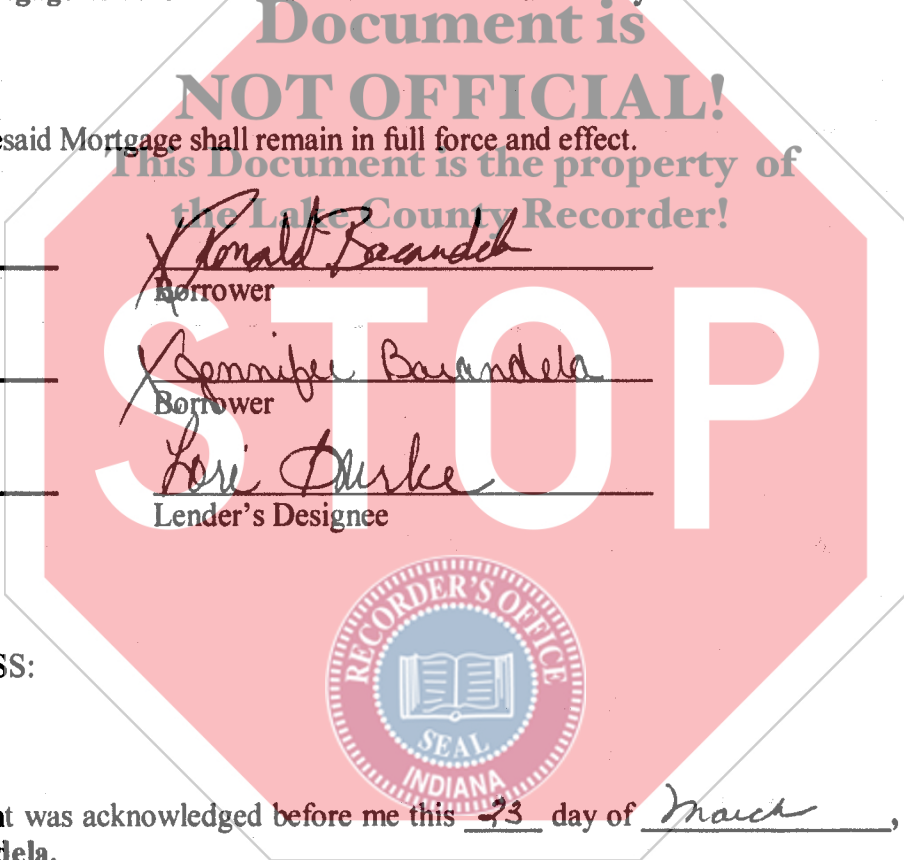 Document is
NOT OFFICIAL!
This Document is the property of
the Lake County Recorder!
said Mortgage shall remain in full force and effect.
Ronald Barandela
Borrower
Jennifer Barandela
Borrower
Lori Burke
Lender's Designee
STOP
RECORDER'S OFFICE
SEAL
INDIANA
SS:
was acknowledged before me this 23 day of March,
dela.